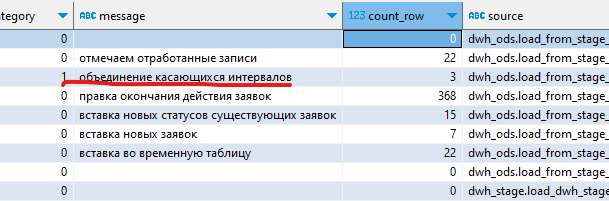 ategory message 123 count_row source
0 0 dwh_ods.load_from_stage_
0 отмечаем отработанные записи 22 dwh_ods.load_from_stage_
1 объединение касающихся интервалов 3 dwh_ods.load_from_stage_
0 правка окончания действия заявок 368 dwh_ods.load_from_stage_
0 вставка новых статусов существующих заявок 15 dwh_ods.load_from_stage_
0 вставка новых заявок 7 dwh_ods.load_from_stage_
0 вставка во временную таблицу 22 dwh_ods.load_from_stage_
0 0 dwh_ods.load_from_stage_
0 0 dwh_stage.load_dwh_stage